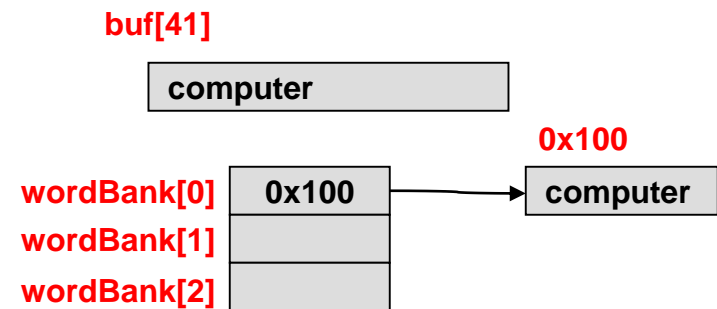 buf[41]
computer
0x100
wordBank[0] 0x100 computer
wordBank[1]
wordBank[2]